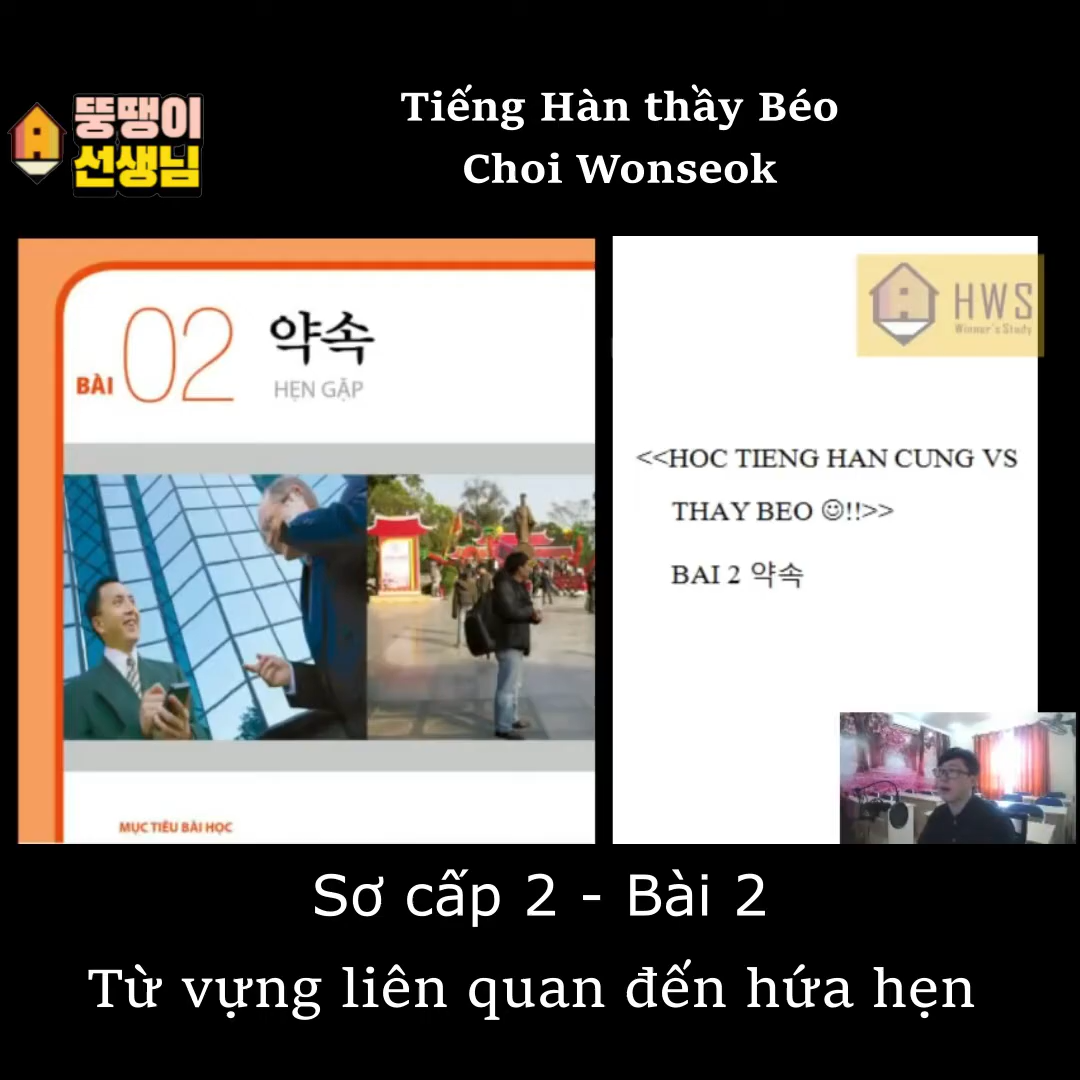 뚱땡이
선생님
Tiếng Hàn thầy Béo
Choi Wonseok
BÀI 02 약속
HẸN GẶP
MỤC TIÊU BÀI HỌC
HWS
Winner's Study
<<HOC TIENG HAN CUNG VS
THAY BEO ☺!!>>
BAI 2 약속
Sơ cấp 2 - Bài 2
Từ vựng liên quan đến hứa hẹn